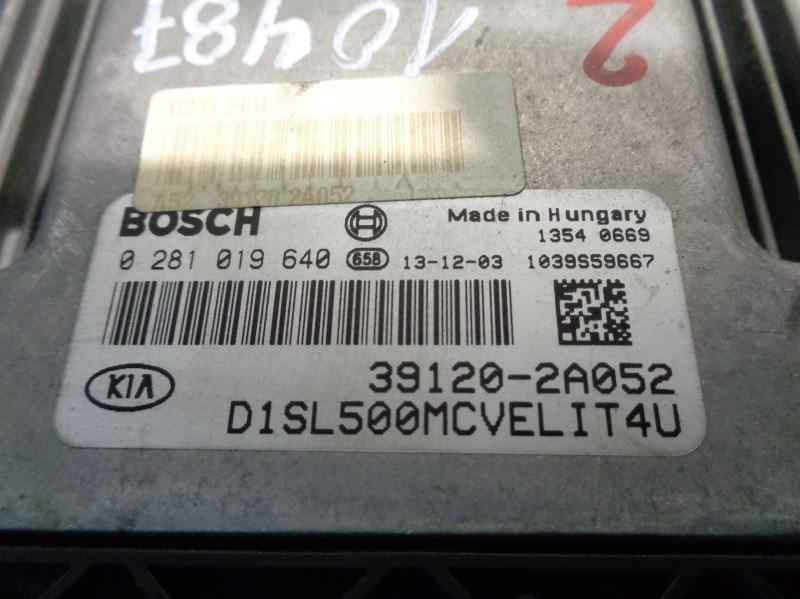 10487
2
BOSCH
Made in Hungary
1354 0669
0 281 019 640 658 13-12-03 1039S59667
KIA
39120-2A052
D1SL500MCVELIT4U